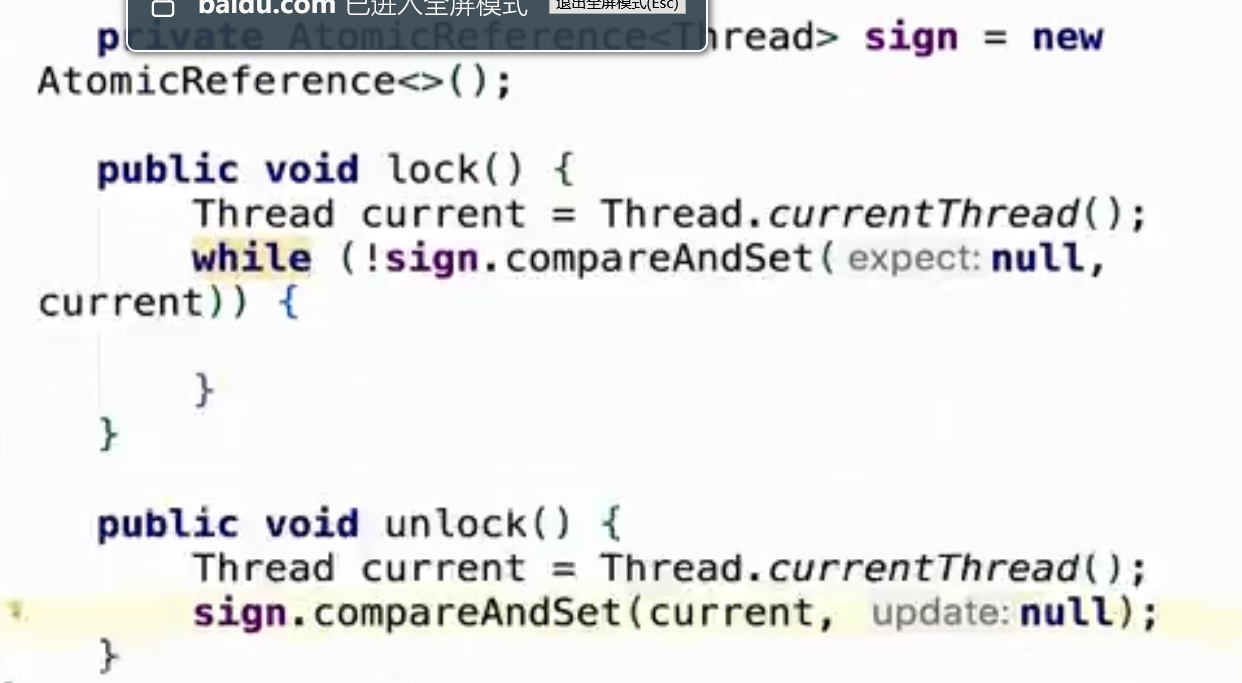 baidu.com 已进入全屏模式 退出全屏模式(Esc)
private AtomicReference<Thread> sign = new
AtomicReference<>();
public void lock() {
Thread current = Thread.currentThread();
while (!sign.compareAndSet( expect: null,
current)) {
}
}
public void unlock() {
Thread current = Thread.currentThread();
sign.compareAndSet(current, update: null);
}